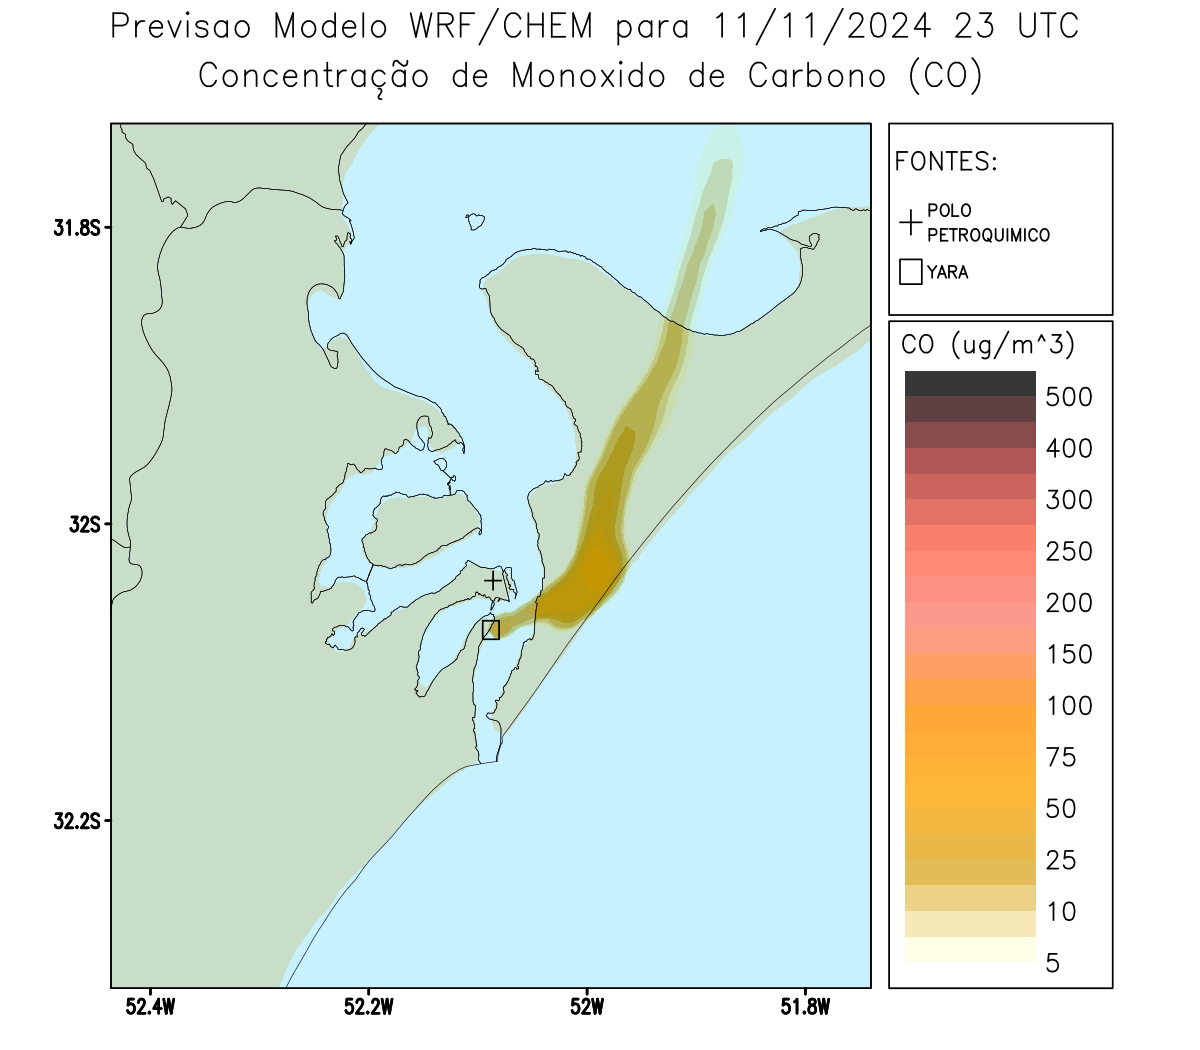 Previsao Modelo WRF/CHEM para 11/11/2024 23 UTC
Concentração de Monoxido de Carbono (CO)
FONTES:
POLO
PETROQUIMICO
YARA
CO (ug/m^3)
500
400
300
250
200
150
100
75
50
25
10
5
31.8S
32S
32.2S
52.4W
52.2W
52W
51.8W